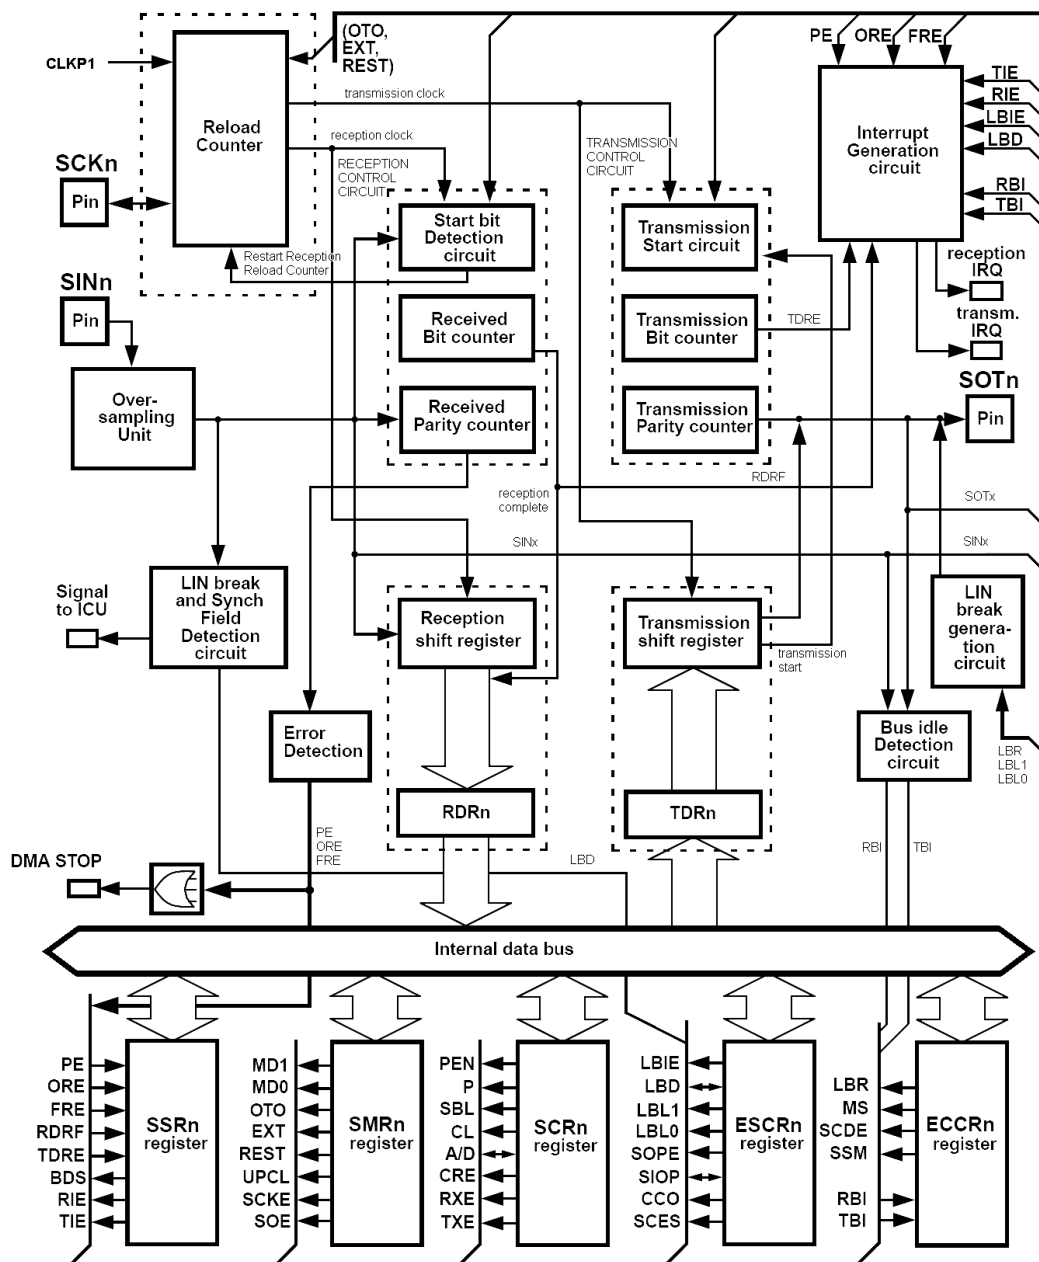 (OTO,
EXT,
REST)
PE
ORE
FRE
CLKP1
transmission clock
Reload
Counter
reception clock
RECEPTION
CONTROL
CIRCUIT
TRANSMISSION
CONTROL
CIRCUIT
Interrupt
Generation
circuit
TIE
RIE
LBIE
LBD
RBI
TBI
SCKn
Pin
Start bit
Detection
circuit
Transmission
Start circuit
Restart Reception
Reload Counter
reception
IRQ
transm.
IRQ
SINn
Pin
Received
Bit counter
Transmission
Bit counter
TDRE
SOTn
Pin
Over-
sampling
Unit
Received
Parity counter
Transmission
Parity counter
RDRF
reception
complete
SOTx
SINx
SINx
Signal
to ICU
LIN break
and Synch
Field
Detection
circuit
Reception
shift register
Transmission
shift register
transmission
start
LIN
break
genera-
tion
circuit
Error
Detection
Bus idle
Detection
circuit
LBR
LBL1
LBL0
RDRn
TDRn
PE
ORE
FRE
LBD
RBI
TBI
DMA STOP
Internal data bus
PE
ORE
FRE
RDRF
TDRE
BDS
RIE
TIE
SSRn
register
MD1
MD0
OTO
EXT
REST
UPCL
SCKE
SOE
SMRn
register
PEN
P
SBL
CL
A/D
CRE
RXE
TXE
SCRn
register
LBIE
LBD
LBL1
LBL0
SOPE
SIOP
CCO
SCES
ESCRn
register
LBR
MS
SCDE
SSM
RBI
TBI
ECCRn
register